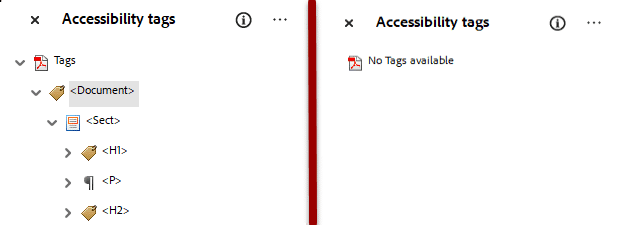 Accessibility tags
Tags
<Document>
<Sect>
<H1>
<P>
<H2>
Accessibility tags
No Tags available